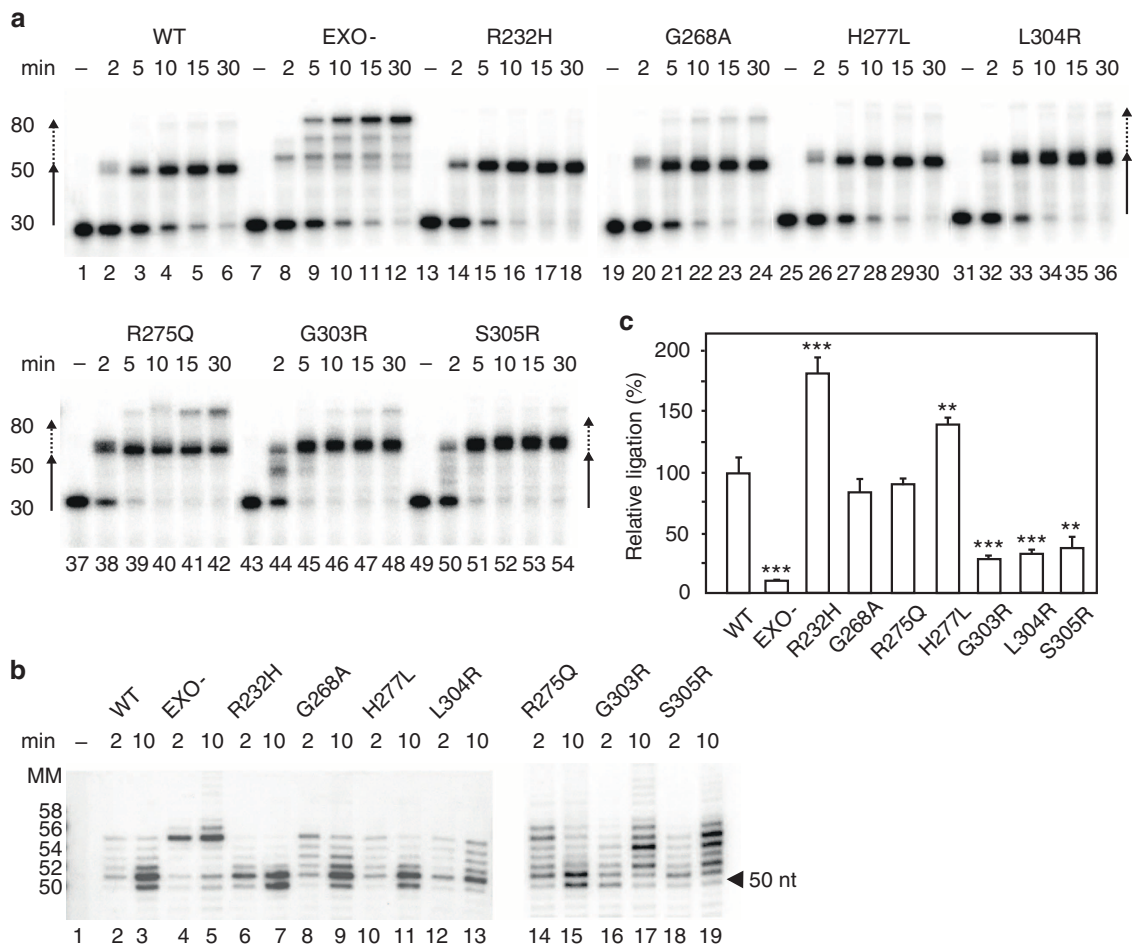 a
WT EXO- R232H G268A H277L L304R
min – 2 5 10 15 30 – 2 5 10 15 30 – 2 5 10 15 30 – 2 5 10 15 30 – 2 5 10 15 30 – 2 5 10 15 30
80
50
30
1 2 3 4 5 6 7 8 9 10 11 12 13 14 15 16 17 18 19 20 21 22 23 24 25 26 27 28 29 30 31 32 33 34 35 36
R275Q G303R S305R
min – 2 5 10 15 30 – 2 5 10 15 30 – 2 5 10 15 30
80
50
30
37 38 39 40 41 42 43 44 45 46 47 48 49 50 51 52 53 54
c
Relative ligation (%)
200
150
100
50
0
*** *** ** *** *** **
WT EXO- R232H G268A R275Q H277L G303R L304R S305R
b
WT EXO- R232H G268A H277L L304R R275Q G303R S305R
min – 2 10 2 10 2 10 2 10 2 10 2 10 2 10 2 10 2 10
MM
58
56
54
52
50
50 nt
1 2 3 4 5 6 7 8 9 10 11 12 13 14 15 16 17 18 19